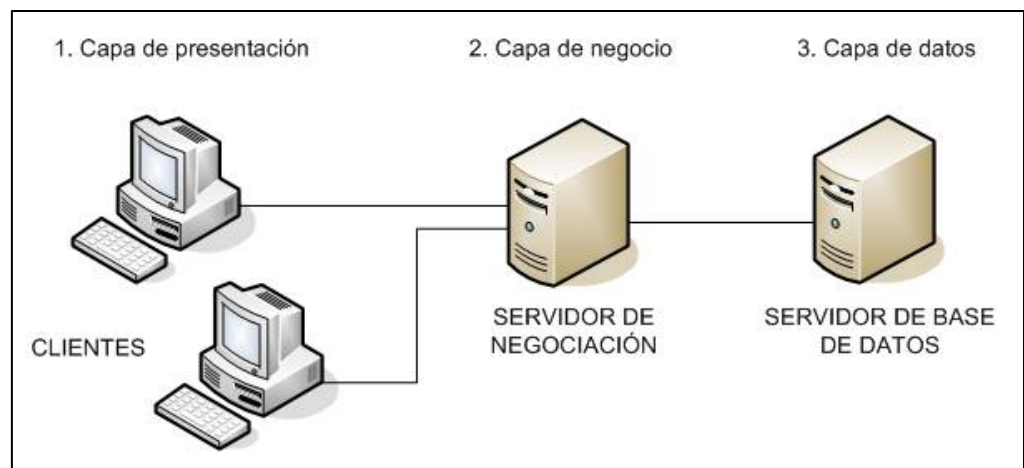 1. Capa de presentación
2. Capa de negocio
3. Capa de datos
CLIENTES
SERVIDOR DE
NEGOCIACIÓN
SERVIDOR DE BASE
DE DATOS